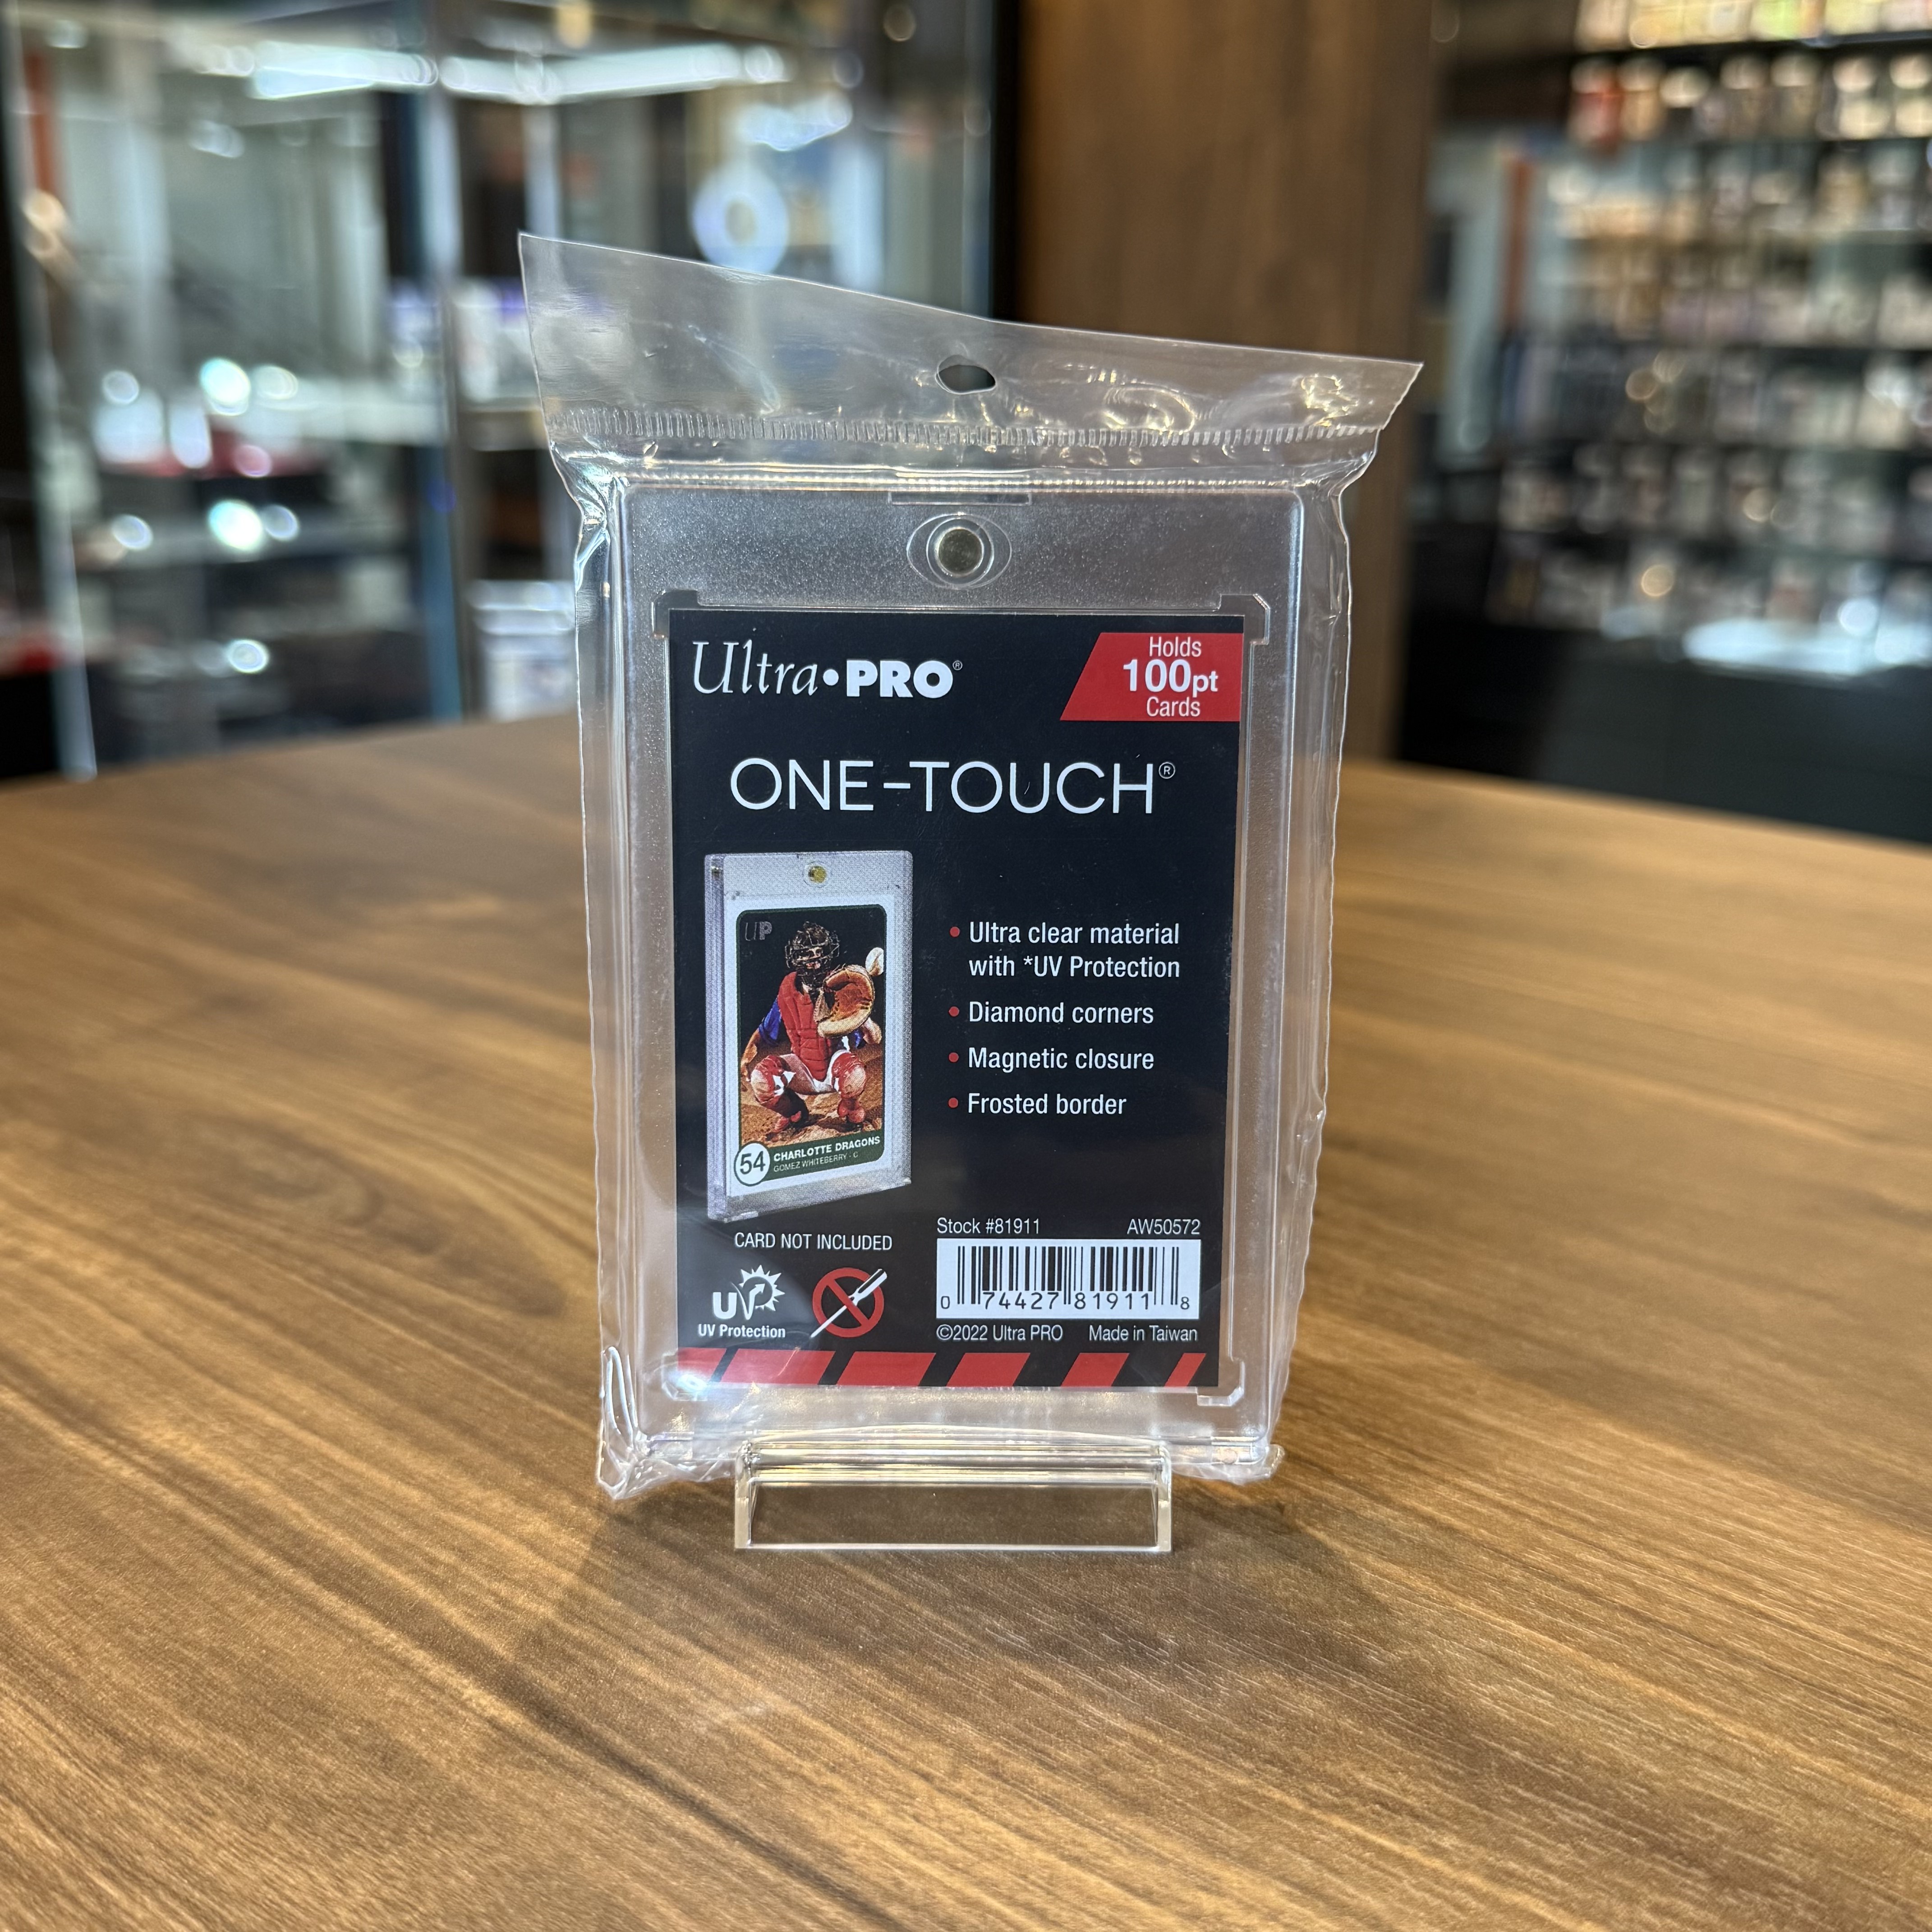 Ultra•PRO®
Holds
100pt
Cards
ONE-TOUCH®
UP
54
CHARLOTTE DRAGONS
GOMEZ WHITEBERRY - C
• Ultra clear material
with *UV Protection
• Diamond corners
• Magnetic closure
• Frosted border
CARD NOT INCLUDED
UV
UV Protection
Stock #81911 AW50572
0 74427 81911 8
©2022 Ultra PRO Made in Taiwan